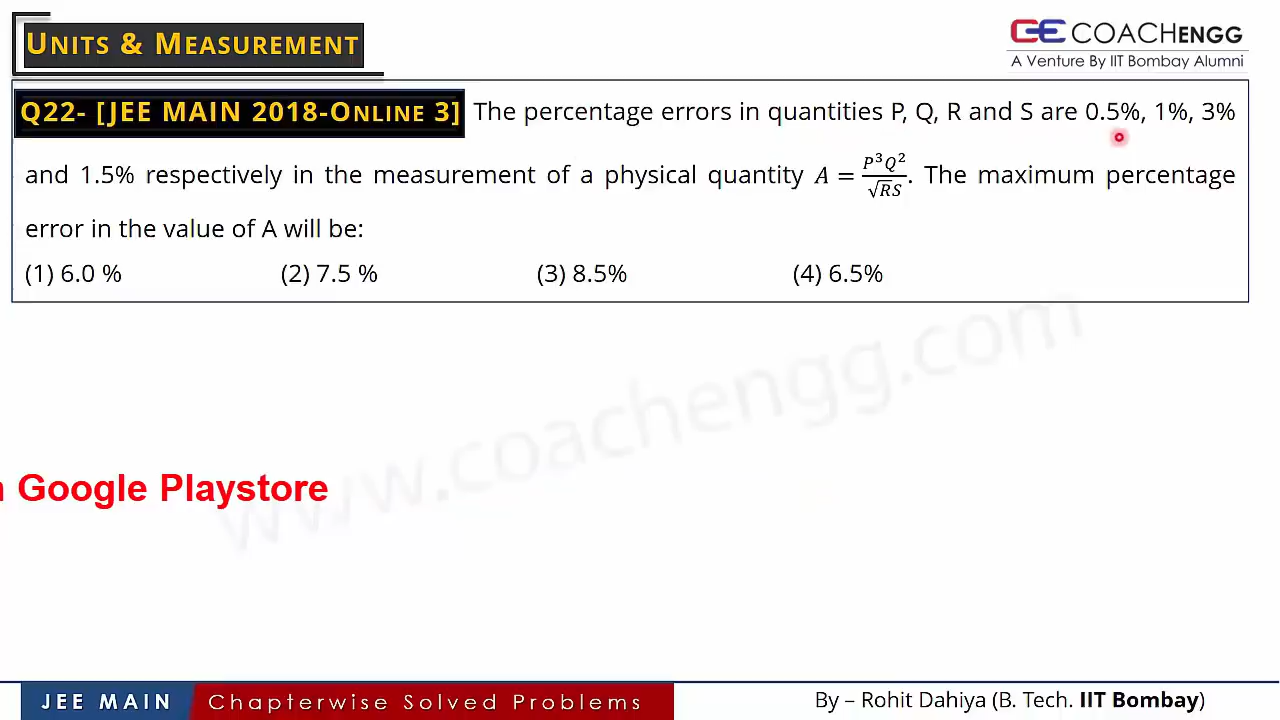 UNITS & MEASUREMENT
CE COACHENGG
A Venture By IIT Bombay Alumni
Q22- [JEE MAIN 2018-ONLINE 3] The percentage errors in quantities P, Q, R and S are 0.5%, 1%, 3%
and 1.5% respectively in the measurement of a physical quantity A = P³Q²/√RS. The maximum percentage
error in the value of A will be:
(1) 6.0 % (2) 7.5 % (3) 8.5% (4) 6.5%
www.coachengg.com
Google Playstore
JEE MAIN Chapterwise Solved Problems By – Rohit Dahiya (B. Tech. IIT Bombay)